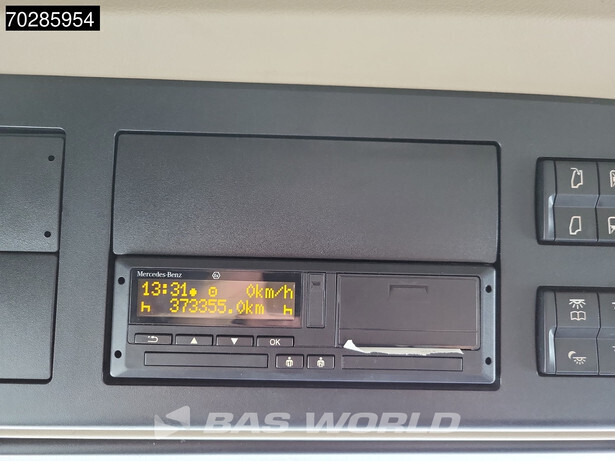 70285954
Mercedes-Benz
13:31 0km/h
373355.0km
OK
BAS WORLD